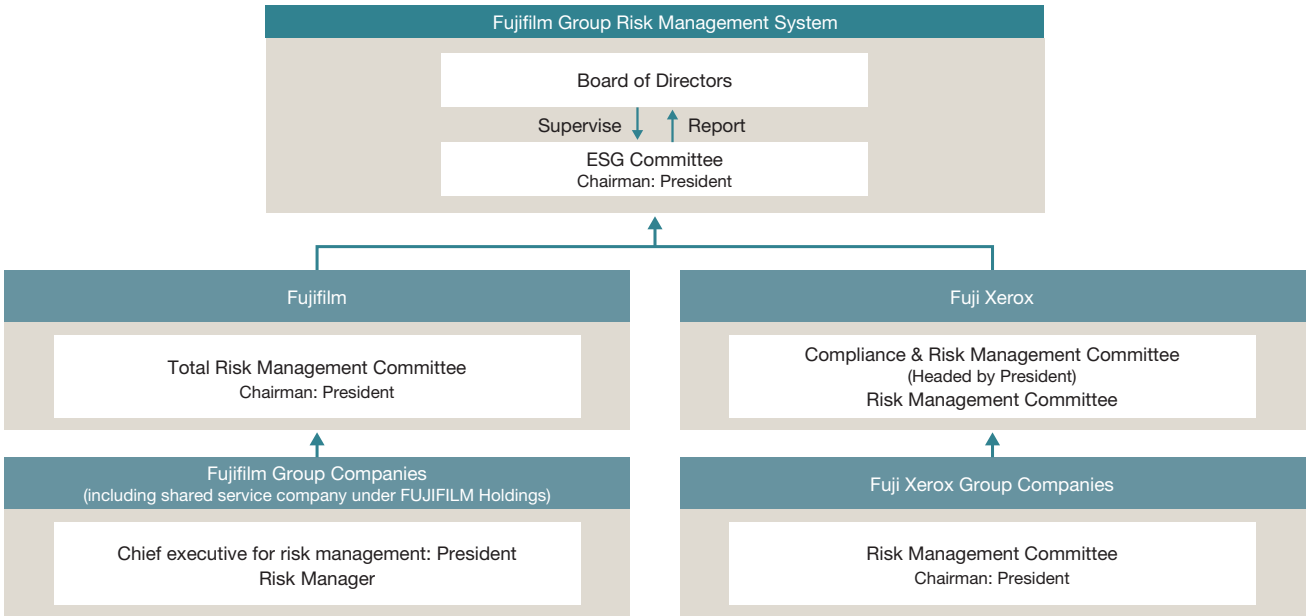 Fujifilm Group Risk Management System
Board of Directors
Supervise
Report
ESG Committee
Chairman: President
Fujifilm
Total Risk Management Committee
Chairman: President
Fuji Xerox
Compliance & Risk Management Committee
(Headed by President)
Risk Management Committee
Fujifilm Group Companies
(including shared service company under FUJIFILM Holdings)
Chief executive for risk management: President
Risk Manager
Fuji Xerox Group Companies
Risk Management Committee
Chairman: President